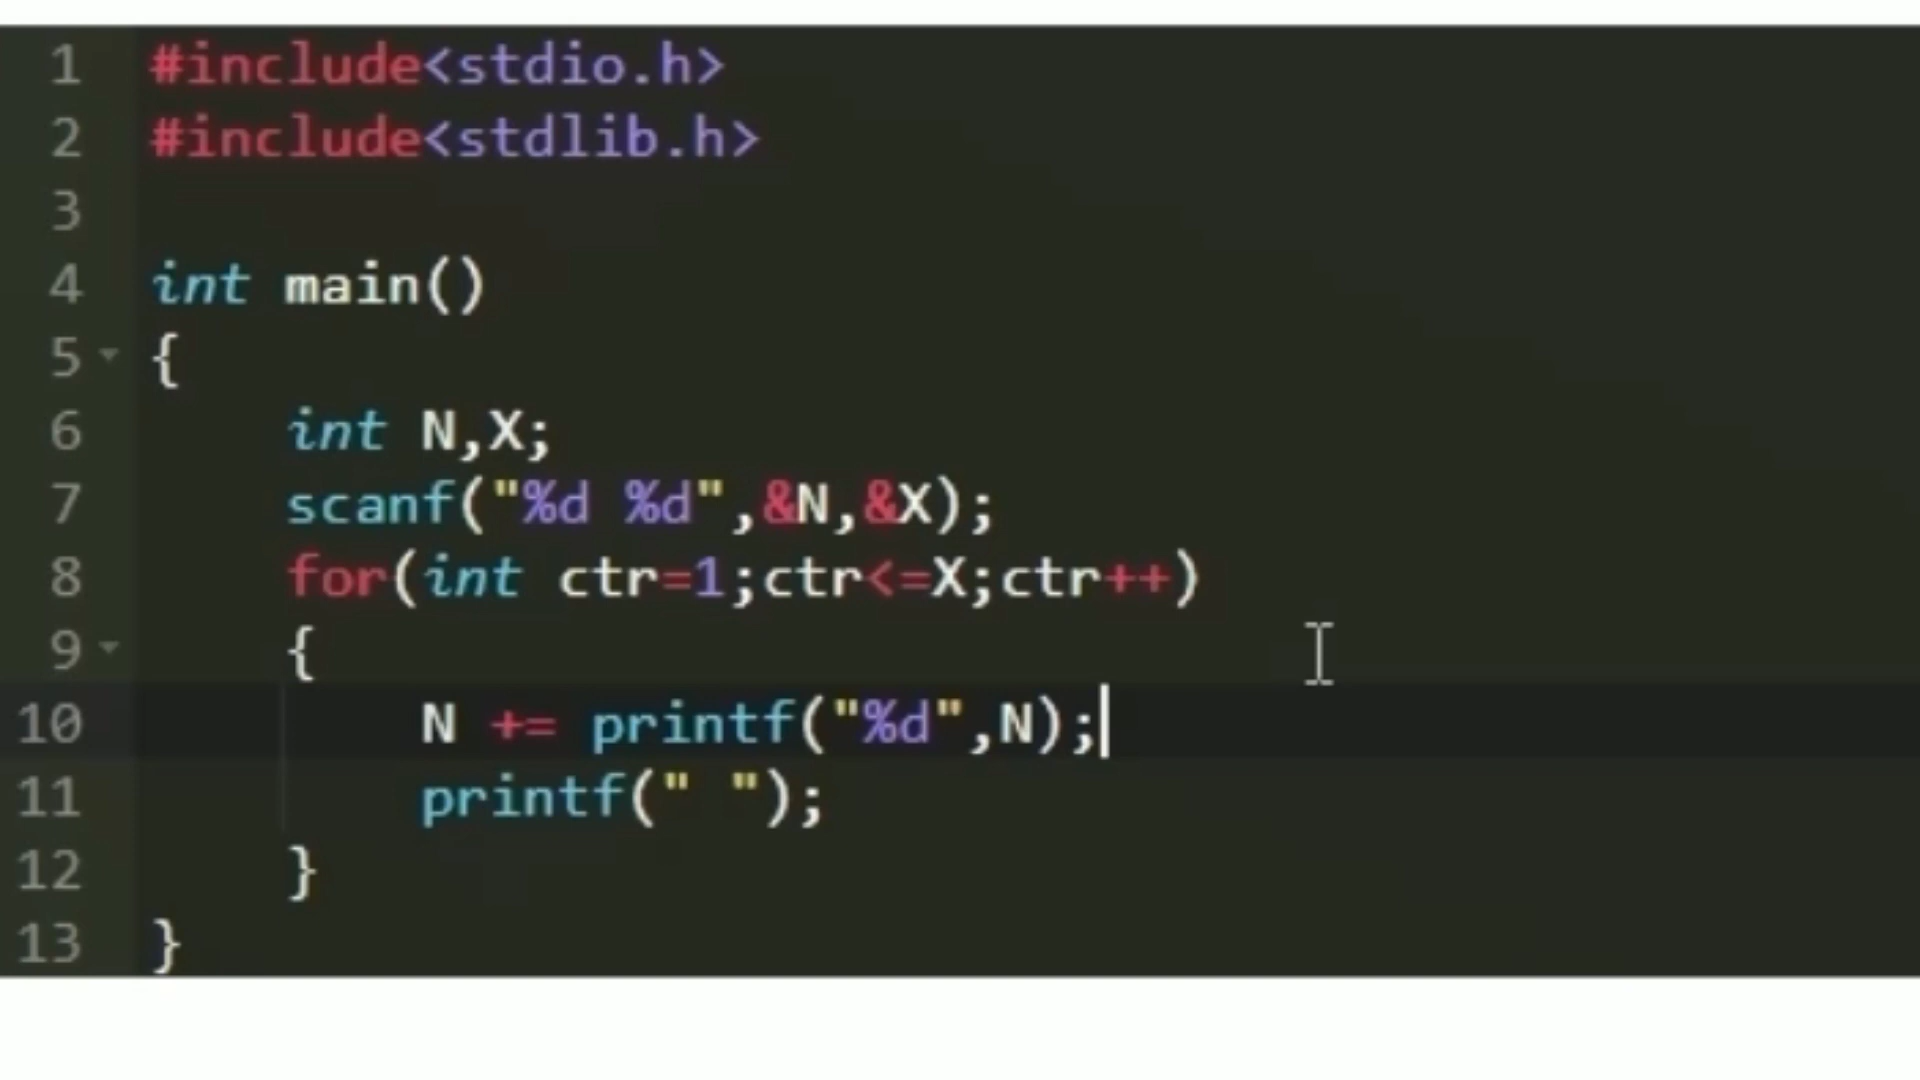 1 #include<stdio.h>
2 #include<stdlib.h>
3
4 int main()
5 {
6     int N,X;
7     scanf("%d %d",&N,&X);
8     for(int ctr=1;ctr<=X;ctr++)
9     {
10         N += printf("%d",N);
11         printf(" ");
12     }
13 }